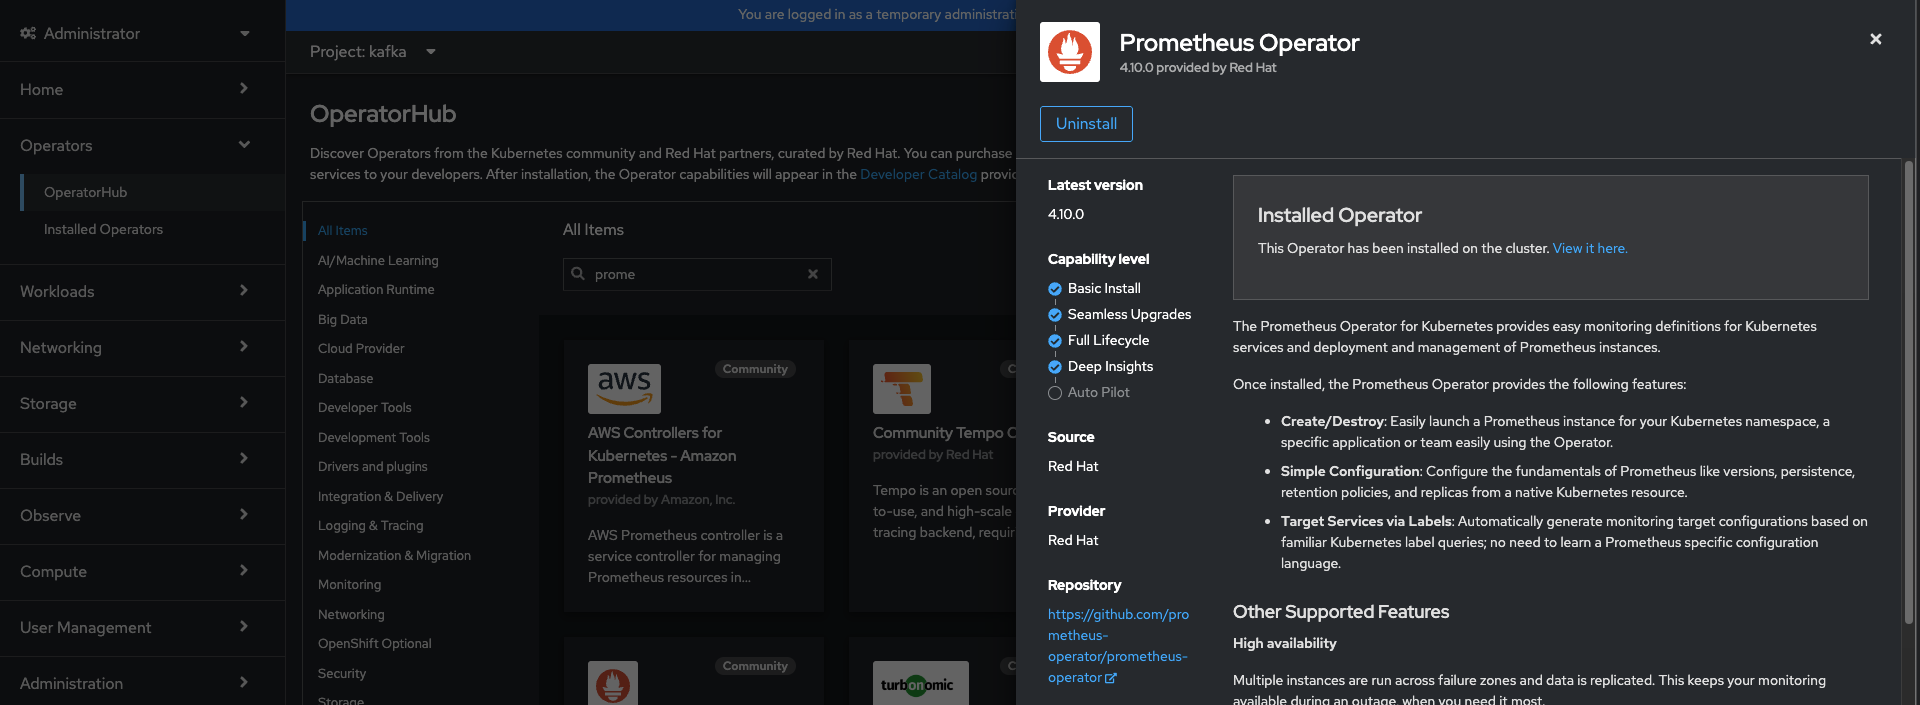 Administrator
Home
Operators
OperatorHub
Installed Operators
Workloads
Networking
Storage
Builds
Observe
Compute
User Management
Administration
You are logged in as a temporary
Project: kafka
OperatorHub
Discover Operators from the Kubernetes community and Red Hat partners, curated by Red Hat. You can purchase
services to your developers. After installation, the Operator capabilities will appear in the Developer Catalog
All Items
AI/Machine Learning
Application Runtime
Big Data
Cloud Provider
Database
Developer Tools
Development Tools
Drivers and plugins
Integration & Delivery
Logging & Tracing
Modernization & Migration
Monitoring
Networking
OpenShift Optional
Security
Storage
All Items
prome
Community
aws
AWS Controllers for
Kubernetes - Amazon
Prometheus
provided by Amazon, Inc.
AWS Prometheus controller is a
service controller for managing
Prometheus resources in...
Community Tempo
provided by Red Hat
Tempo is an open
to-use, and high-scale
tracing backend,
Community
turbonomic
Prometheus Operator
4.10.0 provided by Red Hat
Uninstall
Latest version
4.10.0
Capability level
Basic Install
Seamless Upgrades
Full Lifecycle
Deep Insights
Auto Pilot
Source
Red Hat
Provider
Red Hat
Repository
https://github.com/pro
metheus-
operator/prometheus-
operator
Installed Operator
This Operator has been installed on the cluster. View it here.
The Prometheus Operator for Kubernetes provides easy monitoring definitions for Kubernetes
services and deployment and management of Prometheus instances.
Once installed, the Prometheus Operator provides the following features:
• Create/Destroy: Easily launch a Prometheus instance for your Kubernetes namespace, a
specific application or team easily using the Operator.
• Simple Configuration: Configure the fundamentals of Prometheus like versions, persistence,
retention policies, and replicas from a native Kubernetes resource.
• Target Services via Labels: Automatically generate monitoring target configurations based on
familiar Kubernetes label queries; no need to learn a Prometheus specific configuration
language.
Other Supported Features
High availability
Multiple instances are run across failure zones and data is replicated. This keeps your monitoring
available during an outage, when you need it most.